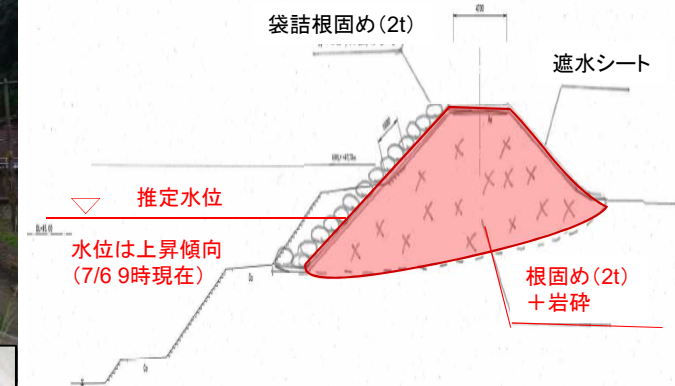 袋詰根固め(2t)
4700
遮水シート
推定水位
水位は上昇傾向
(7/6 9時現在)
根固め(2t)
+岩砕